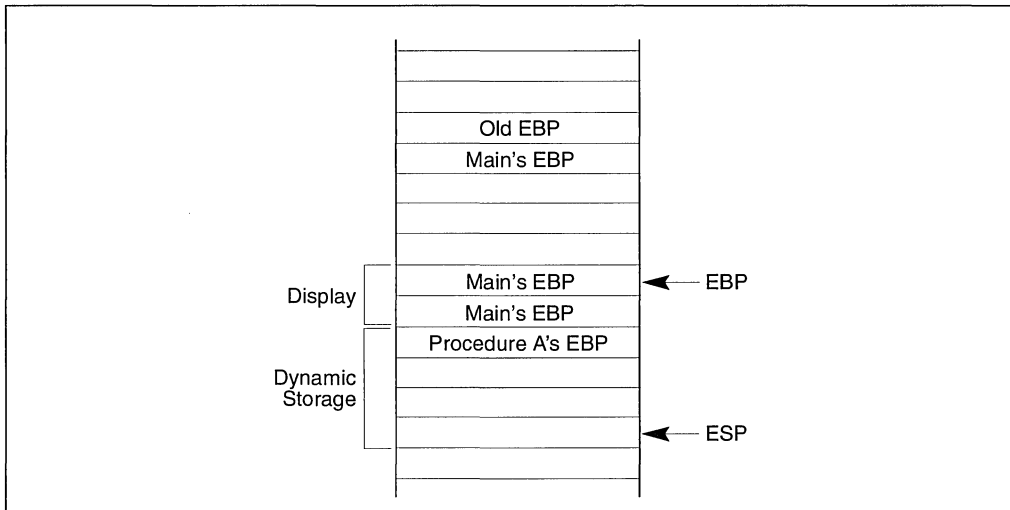 Old EBP
Main's EBP
Display
Main's EBP
EBP
Main's EBP
Procedure A's EBP
Dynamic
Storage
ESP